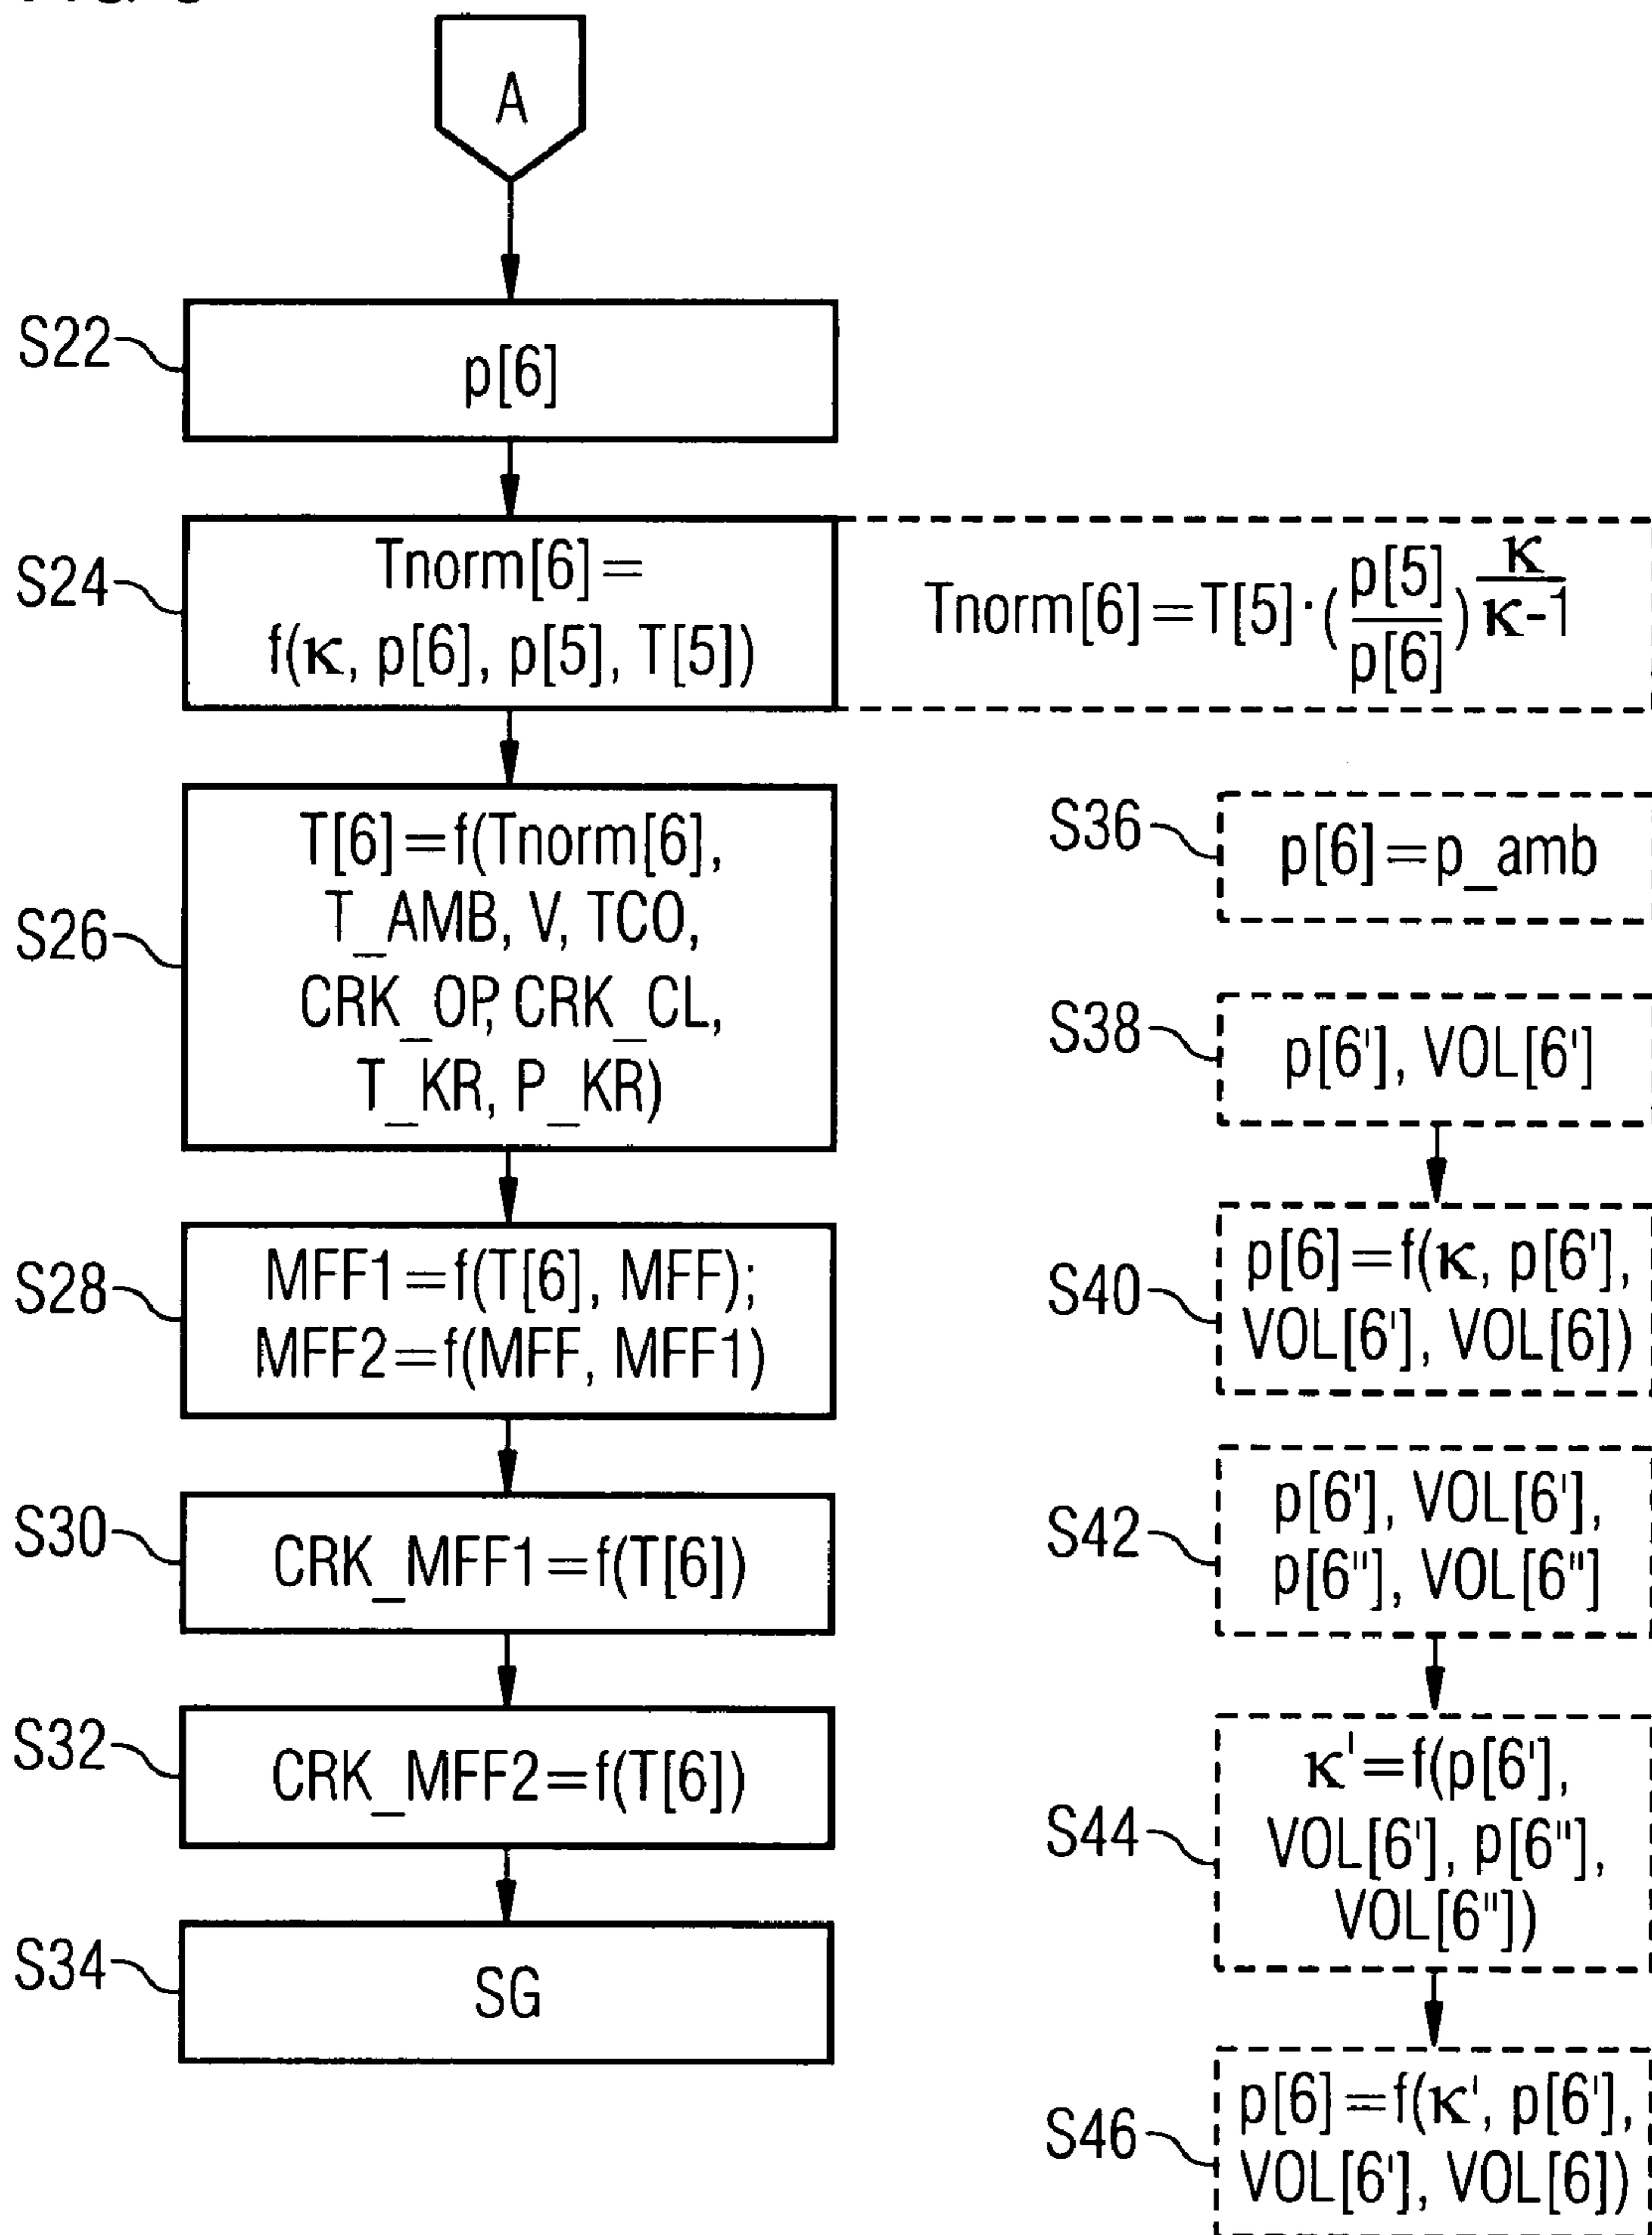 A
S22
p[6]
S24
Tnorm[6]=
f(κ, p[6], p[5], T[5])
Tnorm[6]=T[5]·(p[5]/p[6])^κ/κ-1
S26
T[6]=f(Tnorm[6],
T_AMB, V, TCO,
CRK_OP, CRK_CL,
T_KR, P_KR)
S28
MFF1=f(T[6], MFF);
MFF2=f(MFF, MFF1)
S30
CRK_MFF1=f(T[6])
S32
CRK_MFF2=f(T[6])
S34
SG
S36
p[6]=p_amb
S38
p[6'], VOL[6']
S40
p[6]=f(κ, p[6'],
VOL[6'], VOL[6])
S42
p[6'], VOL[6'],
p[6"], VOL[6"]
S44
κ'=f(p[6'],
VOL[6'], p[6"],
VOL[6"])
S46
p[6]=f(κ', p[6'],
VOL[6'], VOL[6])